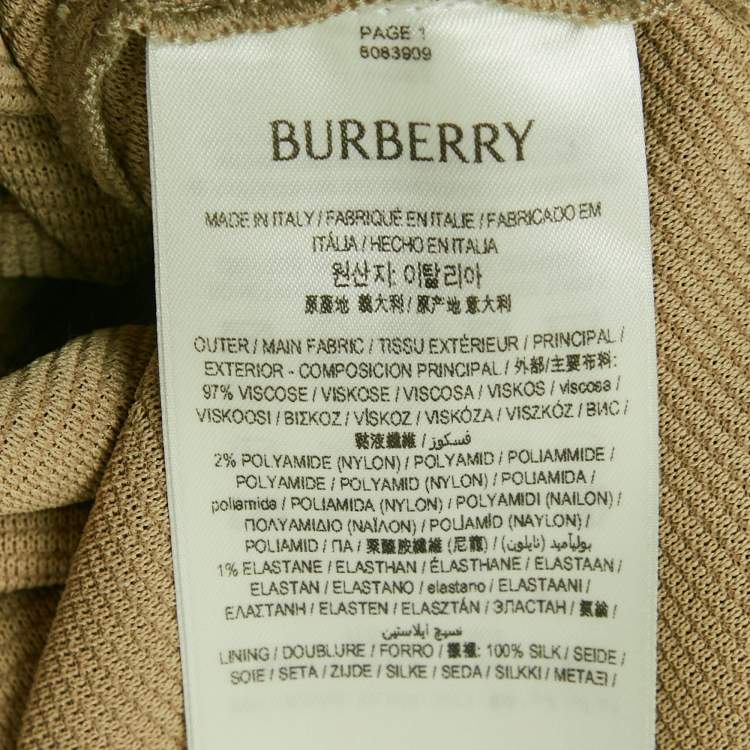 PAGE 1
8083909
BURBERRY
MADE IN ITALY / FABRIQUÉ EN ITALIE / FABRICADO EM
ITÁLIA / HECHO EN ITALIA
원산지: 이탈리아
原產地 義大利 / 原产地 意大利
OUTER / MAIN FABRIC / TISSU EXTÉRIEUR / PRINCIPAL /
EXTERIOR - COMPOSICION PRINCIPAL / 外部/主要布料:
97% VISCOSE / VISKOSE / VISCOSA / VISKOS / viscosa /
VISKOOSI / ΒΙΣΚΟΖ / VİSKOZ / VISKÓZA / VISZKÓZ / ВИС /
黏液纖維 / فسكوز
2% POLYAMIDE (NYLON) / POLYAMID / POLIAMMIDE /
POLYAMIDE / POLYAMID (NYLON) / POLIAMIDA /
poliamida / POLIAMIDA (NYLON) / POLYAMIDI (NAILON) /
ΠΟΛΥΑΜΙΔΙΟ (ΝΑΪΛΟΝ) / POLİAMİD (NAYLON) /
POLIAMID / ПА / 聚醯胺纖維 (尼龍) / بولياميد (نايلون)
1% ELASTANE / ELASTHAN / ÉLASTHANE / ELASTAAN /
ELASTAN / ELASTANO / elastano / ELASTAANI /
ΕΛΑΣΤΑΝΗ / ELASTEN / ELASZTÁN / ЭЛАСТАН / 氨綸 /
نسيج إيلاستين
LINING / DOUBLURE / FORRO / 襯裡: 100% SILK / SEIDE /
SOIE / SETA / ZIJDE / SILKE / SEDA / SILKKI / ΜΕΤΑΞΙ /